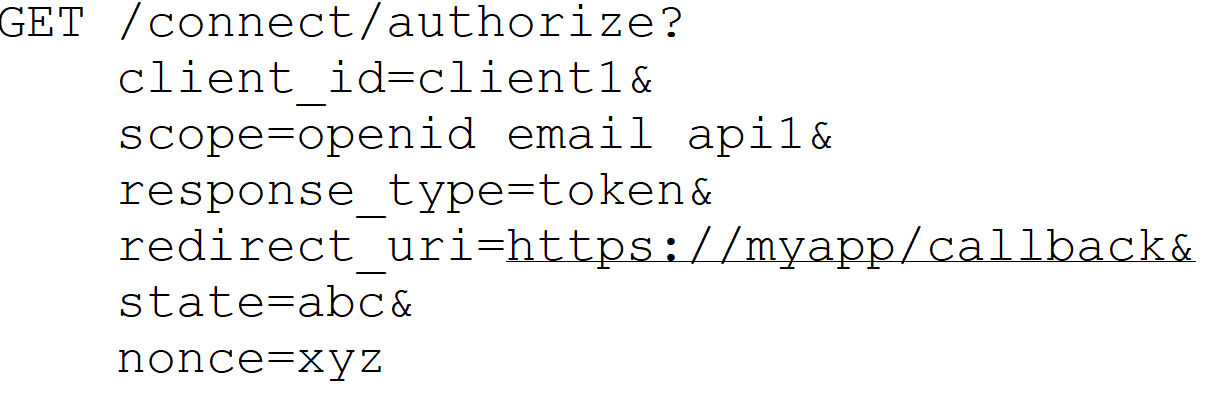 GET /connect/authorize?
client_id=client1&
scope=openid email api1&
response_type=token&
redirect_uri=https://myapp/callback&
state=abc&
nonce=xyz